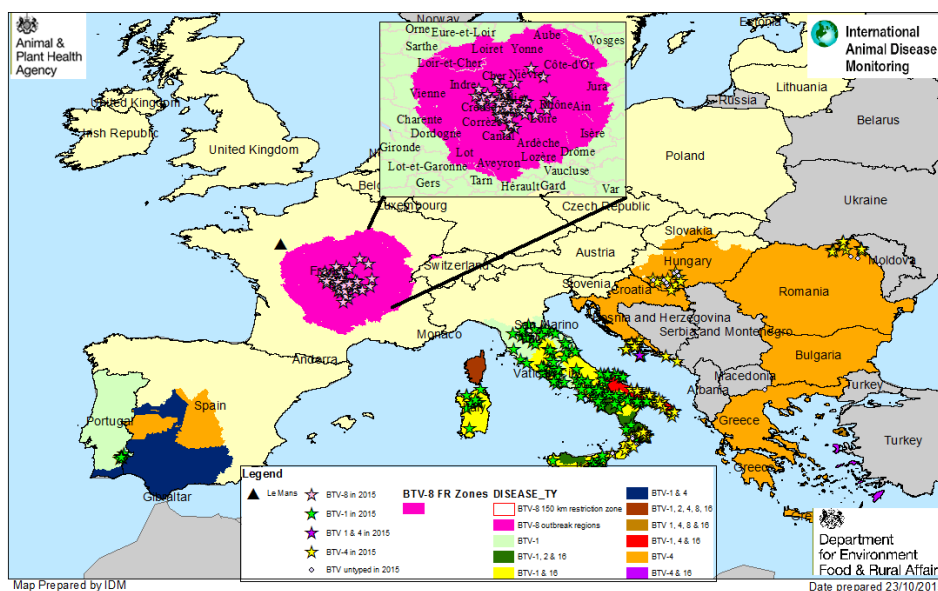 Animal &
Plant Health
Agency
International
Animal Disease
Monitoring
Norway
Estonia
Lithuania
Russia
Belarus
United Kingdom
Irish Republic
United Kingdom
Poland
Ukraine
Luxembourg
Czech Republic
Slovakia
Austria
Hungary
Moldova
France
Switzerland
Slovenia
Croatia
Romania
Bosnia and Herzegovina
Serbia and Montenegro
San Marino
Monaco
Andorra
Bulgaria
Vatican City
Italy
Albania
Macedonia
Turkey
Greece
Turkey
Greece
Portugal
Spain
Gibraltar
Orne
Eure-et-Loir
Aube
Vosges
Sarthe
Loiret
Yonne
Loir-et-Cher
Côte-d'Or
Cher
Nièvre
Indre
Jura
Vienne
Creuse
Rhône
Ain
Charente
Corrèze
Loire
Dordogne
Cantal
Isère
Gironde
Ardèche
Lot
Lozère
Drôme
Lot-et-Garonne
Aveyron
Vaucluse
Gers
Tarn
Hérault
Gard
Var
Legend
Le Mans
BTV-8 in 2015
BTV-1 in 2015
BTV 1 & 4 in 2015
BTV-4 in 2015
BTV untyped in 2015
BTV-8 FR Zones
DISEASE_TY
BTV-8 150 km restriction zone
BTV-8 outbreak regions
BTV-1
BTV-1, 2 & 16
BTV-1 & 16
BTV-1 & 4
BTV-1, 2, 4, 8, 16
BTV 1, 4, 8 & 16
BTV-1, 4 & 16
BTV-4
BTV-4 & 16
Department
for Environment
Food & Rural Affair
Map Prepared by IDM
Date prepared 23/10/201